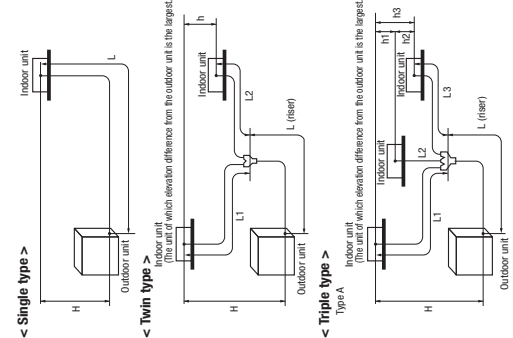 < Single type >
Indoor unit
L
H
Outdoor unit
< Twin type >
Indoor unit
(The unit of which elevation difference from the outdoor unit is the largest.)
h
Indoor unit
L1
L2
L (riser)
H
Outdoor unit
< Triple type >
Type A
Indoor unit
(The unit of which elevation difference from the outdoor unit is the largest.)
h3
h1
h2
Indoor unit
Indoor unit
L1
L2
L3
L (riser)
H
Outdoor unit